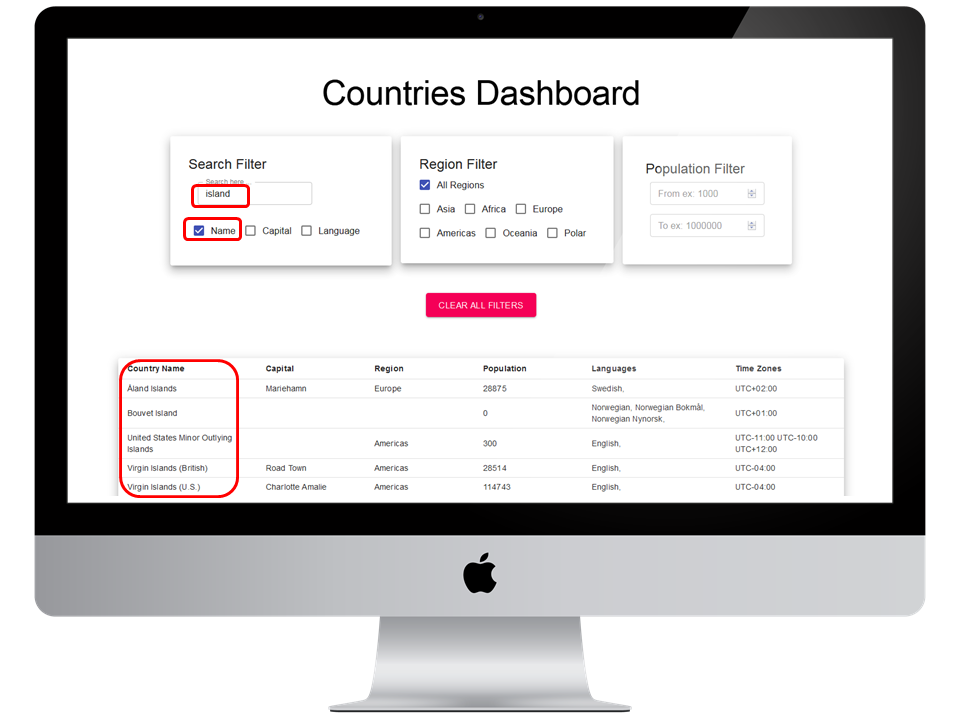 Countries Dashboard
Search Filter
Search here
island
Name Capital Language
Region Filter
All Regions
Asia Africa Europe
Americas Oceania Polar
Population Filter
From ex: 1000
To ex: 1000000
CLEAR ALL FILTERS
Country Name Capital Region Population Languages Time Zones
Åland Islands Mariehamn Europe 28875 Swedish, UTC+02:00
Bouvet Island 0 Norwegian, Norwegian Bokmål, UTC+01:00
Norwegian Nynorsk,
United States Minor Outlying Americas 300 English, UTC-11:00 UTC-10:00
Islands UTC+12:00
Virgin Islands (British) Road Town Americas 28514 English, UTC-04:00
Virgin Islands (U.S.) Charlotte Amalie Americas 114743 English, UTC-04:00